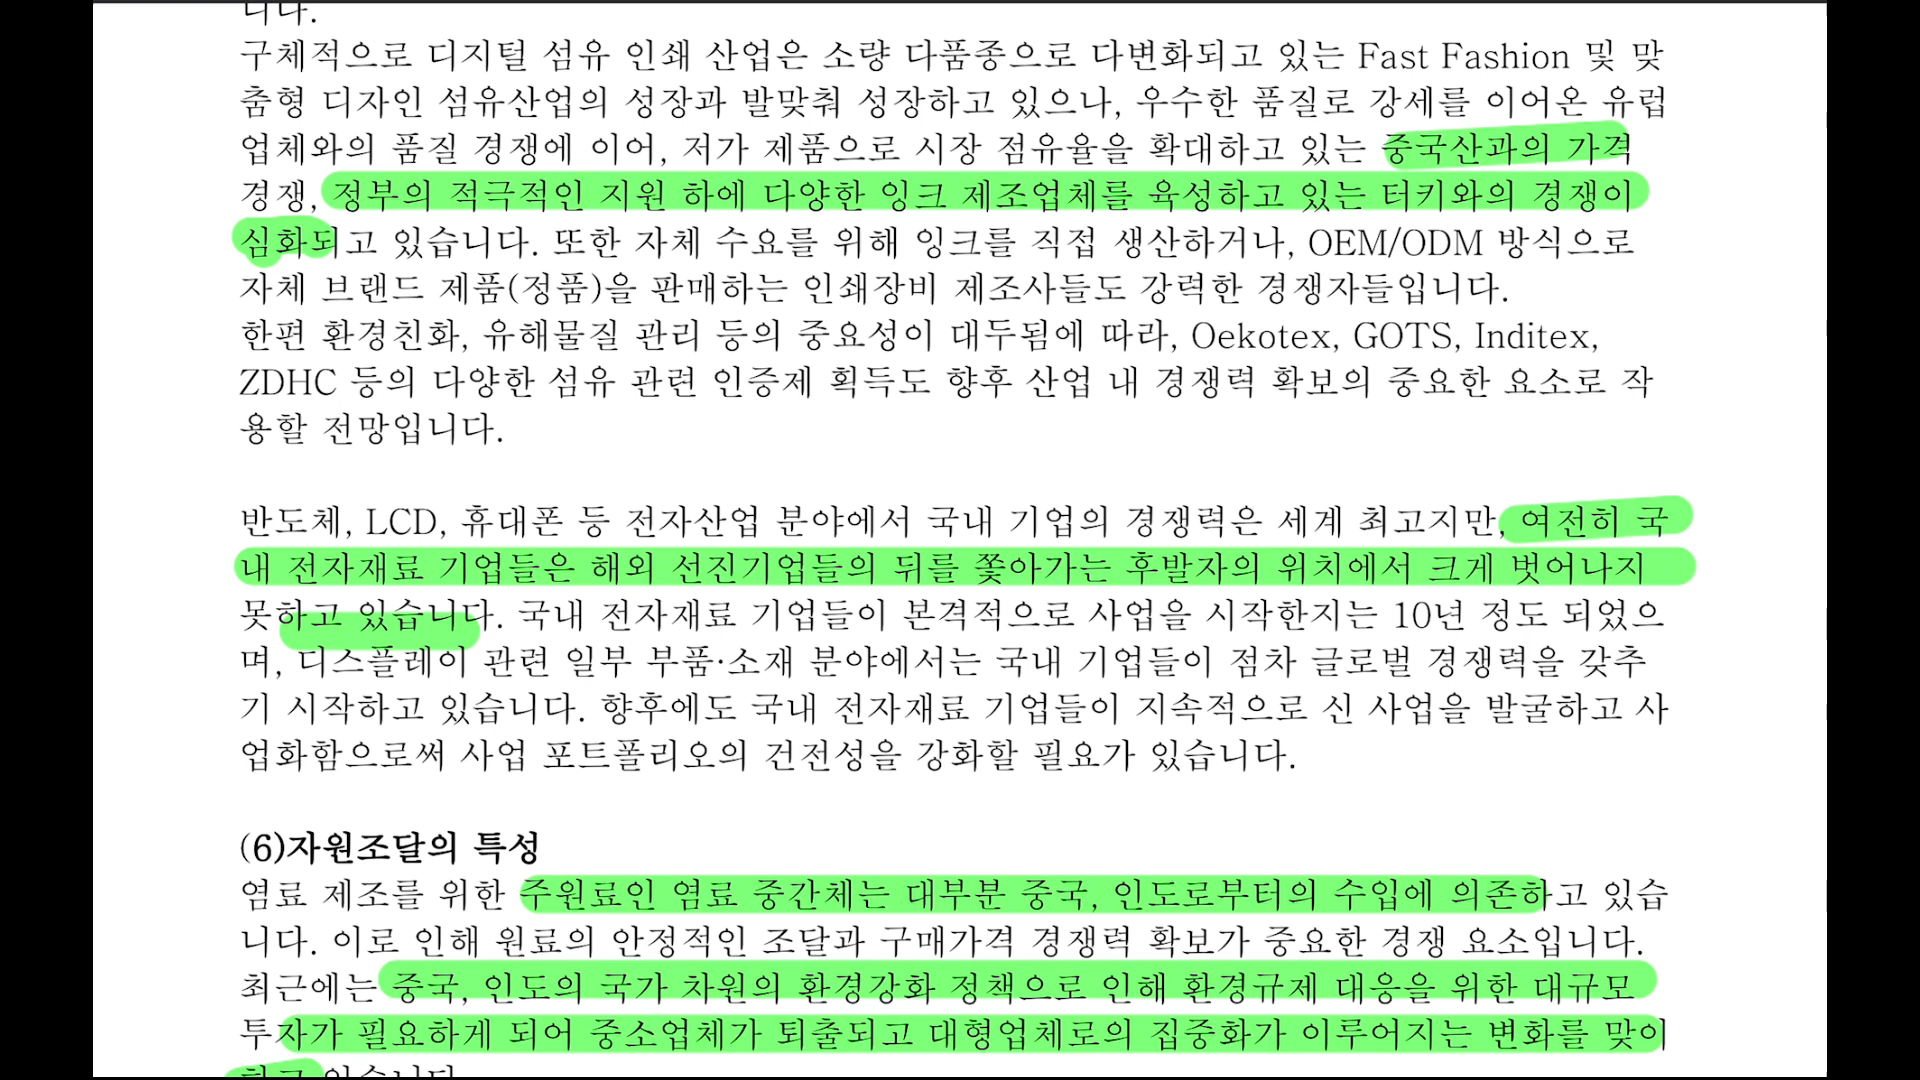 니다.
구체적으로 디지털 섬유 인쇄 산업은 소량 다품종으로 다변화되고 있는 Fast Fashion 및 맞
춤형 디자인 섬유산업의 성장과 발맞춰 성장하고 있으나, 우수한 품질로 강세를 이어온 유럽
업체와의 품질 경쟁에 이어, 저가 제품으로 시장 점유율을 확대하고 있는 중국산과의 가격
경쟁, 정부의 적극적인 지원 하에 다양한 잉크 제조업체를 육성하고 있는 터키와의 경쟁이
심화되고 있습니다. 또한 자체 수요를 위해 잉크를 직접 생산하거나, OEM/ODM 방식으로
자체 브랜드 제품(정품)을 판매하는 인쇄장비 제조사들도 강력한 경쟁자들입니다.
한편 환경친화, 유해물질 관리 등의 중요성이 대두됨에 따라, Oekotex, GOTS, Inditex,
ZDHC 등의 다양한 섬유 관련 인증제 획득도 향후 산업 내 경쟁력 확보의 중요한 요소로 작
용할 전망입니다.
반도체, LCD, 휴대폰 등 전자산업 분야에서 국내 기업의 경쟁력은 세계 최고지만, 여전히 국
내 전자재료 기업들은 해외 선진기업들의 뒤를 쫓아가는 후발자의 위치에서 크게 벗어나지
못하고 있습니다. 국내 전자재료 기업들이 본격적으로 사업을 시작한지는 10년 정도 되었으
며, 디스플레이 관련 일부 부품·소재 분야에서는 국내 기업들이 점차 글로벌 경쟁력을 갖추
기 시작하고 있습니다. 향후에도 국내 전자재료 기업들이 지속적으로 신 사업을 발굴하고 사
업화함으로써 사업 포트폴리오의 건전성을 강화할 필요가 있습니다.
(6)자원조달의 특성
염료 제조를 위한 주원료인 염료 중간체는 대부분 중국, 인도로부터의 수입에 의존하고 있습
니다. 이로 인해 원료의 안정적인 조달과 구매가격 경쟁력 확보가 중요한 경쟁 요소입니다.
최근에는 중국, 인도의 국가 차원의 환경강화 정책으로 인해 환경규제 대응을 위한 대규모
투자가 필요하게 되어 중소업체가 퇴출되고 대형업체로의 집중화가 이루어지는 변화를 맞이
하고 있습니다.